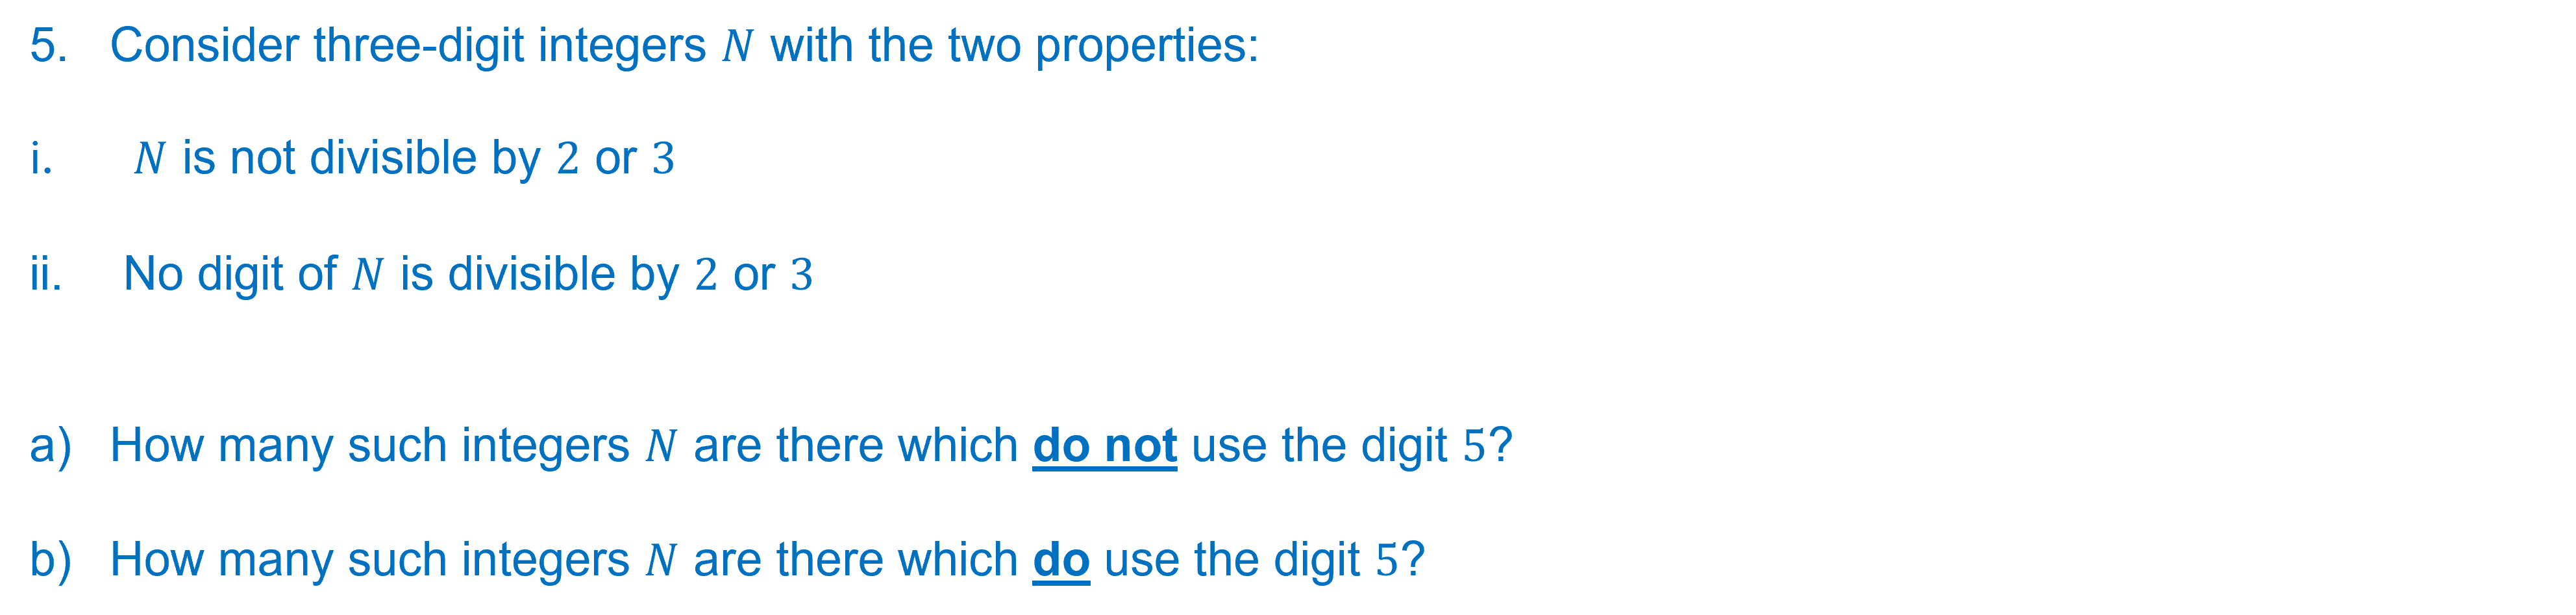 5. Consider three-digit integers N with the two properties:
i. N is not divisible by 2 or 3
ii. No digit of N is divisible by 2 or 3
a) How many such integers N are there which do not use the digit 5?
b) How many such integers N are there which do use the digit 5?